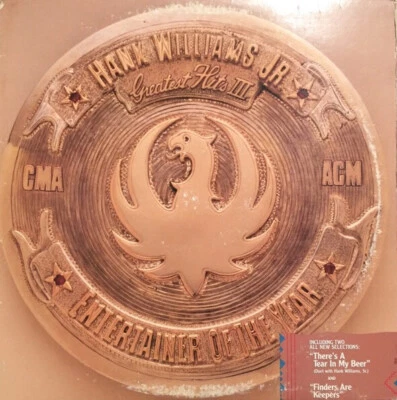 HANK WILLIAMS JR.
Greatest Hits III
CMA
ACM
ENTERTAINER OF THE YEAR
INCLUDING TWO
ALL NEW SELECTIONS:
"There's A
Tear In My Beer"
(Duet with Hank Williams, Sr.)
AND
"Finders Are
Keepers"